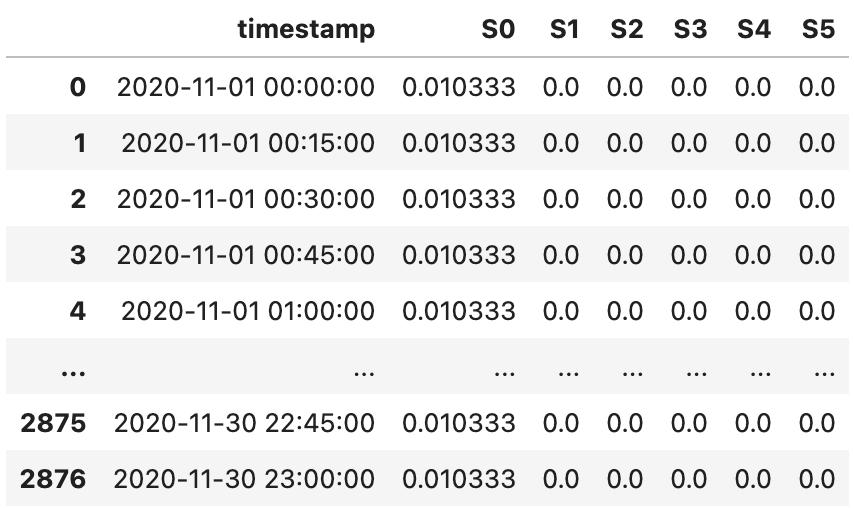 timestamp S0 S1 S2 S3 S4 S5
0 2020-11-01 00:00:00 0.010333 0.0 0.0 0.0 0.0 0.0
1 2020-11-01 00:15:00 0.010333 0.0 0.0 0.0 0.0 0.0
2 2020-11-01 00:30:00 0.010333 0.0 0.0 0.0 0.0 0.0
3 2020-11-01 00:45:00 0.010333 0.0 0.0 0.0 0.0 0.0
4 2020-11-01 01:00:00 0.010333 0.0 0.0 0.0 0.0 0.0
... ... ... ... ... ... ... ...
2875 2020-11-30 22:45:00 0.010333 0.0 0.0 0.0 0.0 0.0
2876 2020-11-30 23:00:00 0.010333 0.0 0.0 0.0 0.0 0.0